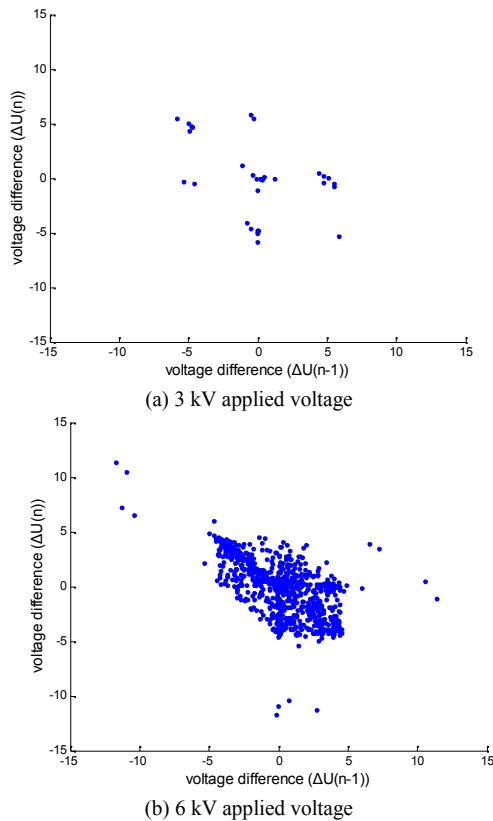 15
10
5
0
-5
-10
-15
voltage difference (ΔU(n))
-15 -10 -5 0 5 10 15
voltage difference (ΔU(n-1))
(a) 3 kV applied voltage
15
10
5
0
-5
-10
-15
voltage difference (ΔU(n))
-15 -10 -5 0 5 10 15
voltage difference (ΔU(n-1))
(b) 6 kV applied voltage